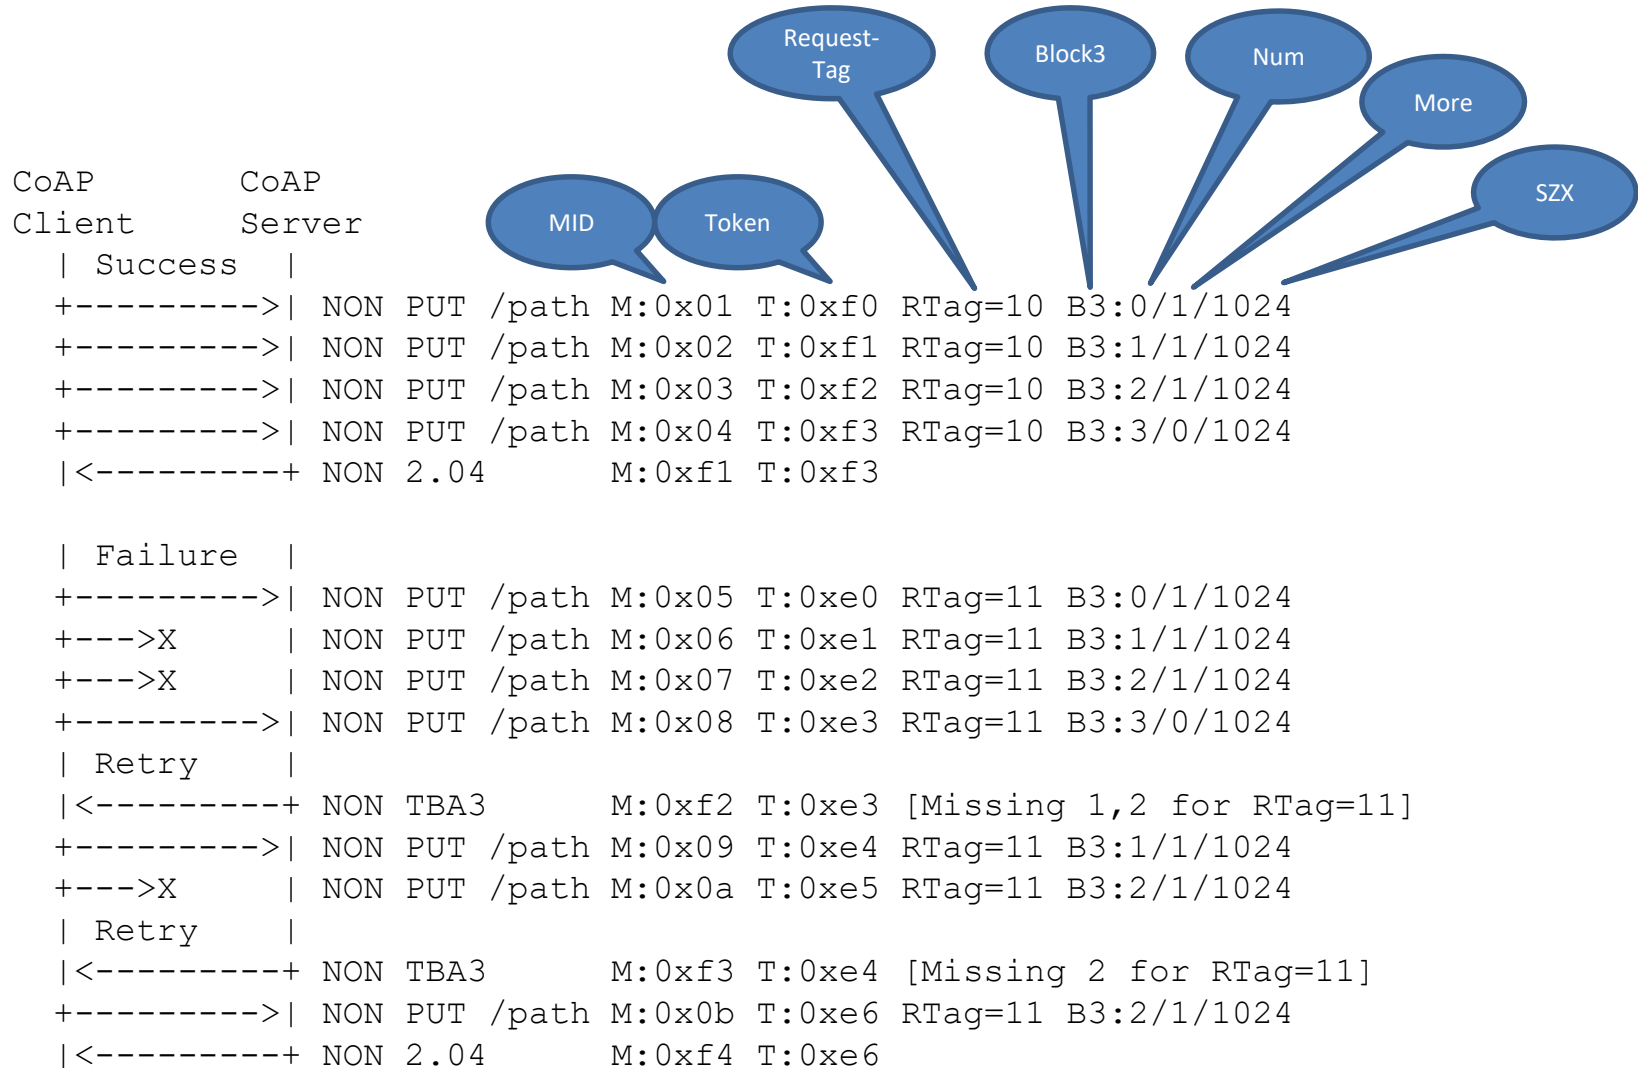 Request-
Tag
Block3
Num
More
SZX
MID
Token
CoAP       CoAP
Client     Server
  | Success  |
  +--------->| NON PUT /path M:0x01 T:0xf0 RTag=10 B3:0/1/1024
  +--------->| NON PUT /path M:0x02 T:0xf1 RTag=10 B3:1/1/1024
  +--------->| NON PUT /path M:0x03 T:0xf2 RTag=10 B3:2/1/1024
  +--------->| NON PUT /path M:0x04 T:0xf3 RTag=10 B3:3/0/1024
  |<---------+ NON 2.04      M:0xf1 T:0xf3
  | Failure  |
  +--------->| NON PUT /path M:0x05 T:0xe0 RTag=11 B3:0/1/1024
  +--->X     | NON PUT /path M:0x06 T:0xe1 RTag=11 B3:1/1/1024
  +--->X     | NON PUT /path M:0x07 T:0xe2 RTag=11 B3:2/1/1024
  +--------->| NON PUT /path M:0x08 T:0xe3 RTag=11 B3:3/0/1024
  | Retry    |
  |<---------+ NON TBA3      M:0xf2 T:0xe3 [Missing 1,2 for RTag=11]
  +--------->| NON PUT /path M:0x09 T:0xe4 RTag=11 B3:1/1/1024
  +--->X     | NON PUT /path M:0x0a T:0xe5 RTag=11 B3:2/1/1024
  | Retry    |
  |<---------+ NON TBA3      M:0xf3 T:0xe4 [Missing 2 for RTag=11]
  +--------->| NON PUT /path M:0x0b T:0xe6 RTag=11 B3:2/1/1024
  |<---------+ NON 2.04      M:0xf4 T:0xe6